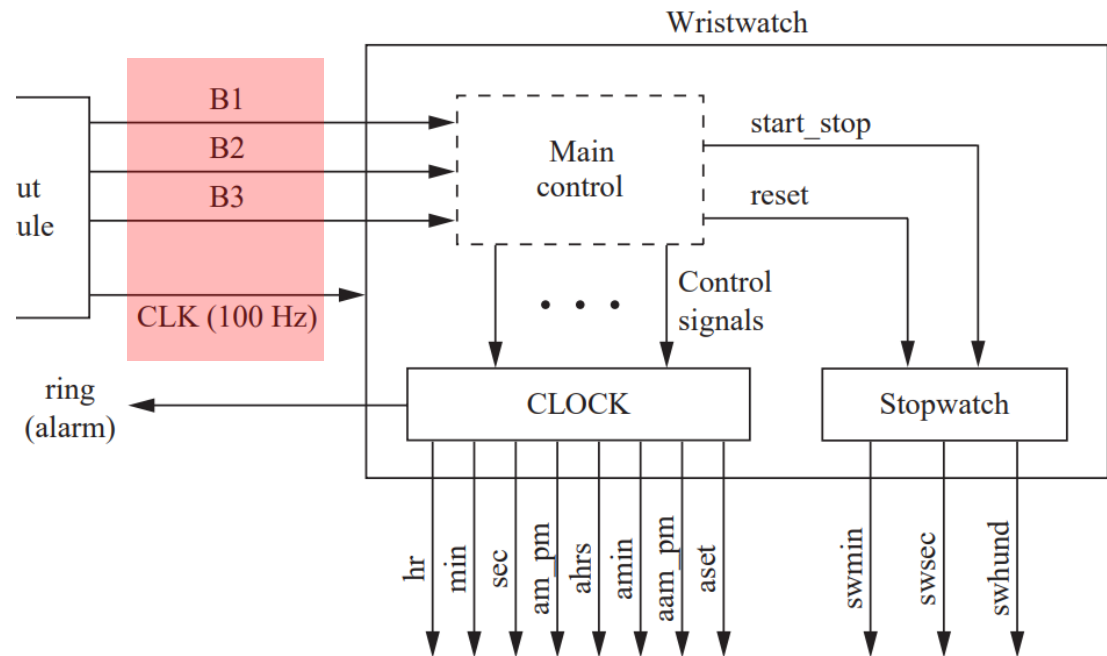 Wristwatch
B1
B2
B3
ut
ule
CLK (100 Hz)
Main
control
start_stop
reset
Control
signals
ring
(alarm)
CLOCK
Stopwatch
hr
min
sec
am_pm
ahrs
amin
aam_pm
aset
swmin
swsec
swhund